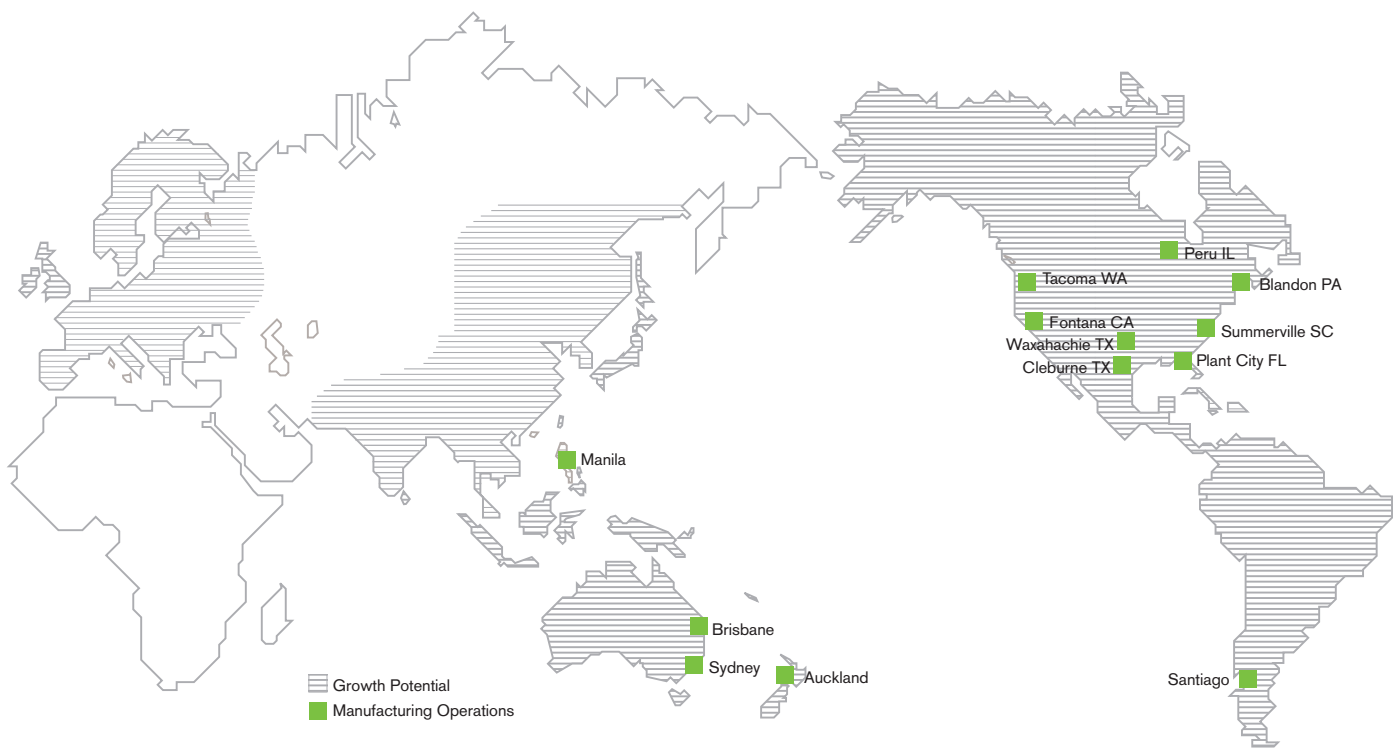 Peru IL
Tacoma WA
Blandon PA
Fontana CA
Summerville SC
Waxahachie TX
Plant City FL
Cleburne TX
Manila
Brisbane
Sydney
Auckland
Santiago
Growth Potential
Manufacturing Operations